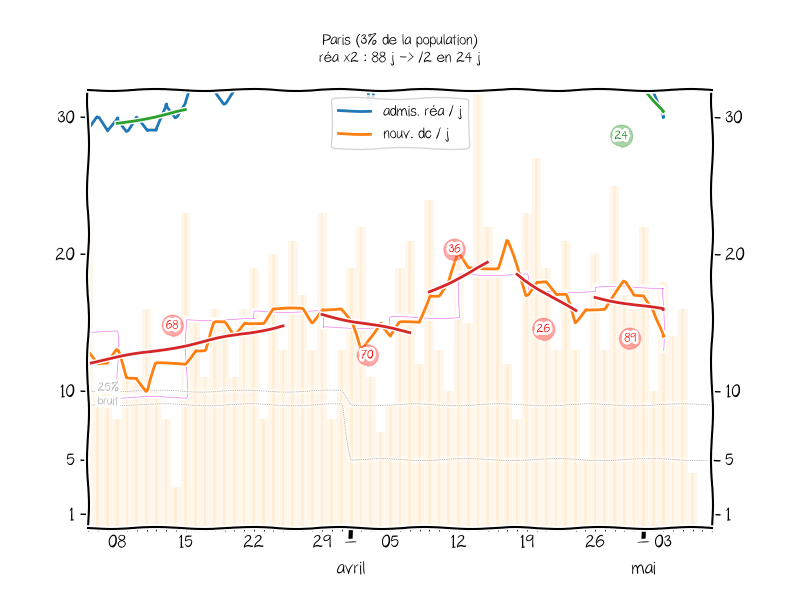 Paris (3% de la population)
réa x2 : 88 j -> /2 en 24 j
admis. réa / j
nouv. dc / j
30
30
24
20
20
36
68
26
89
70
25%
bruit
10
10
5
5
1
1
08 15 22 29 05 12 19 26 03
avril mai